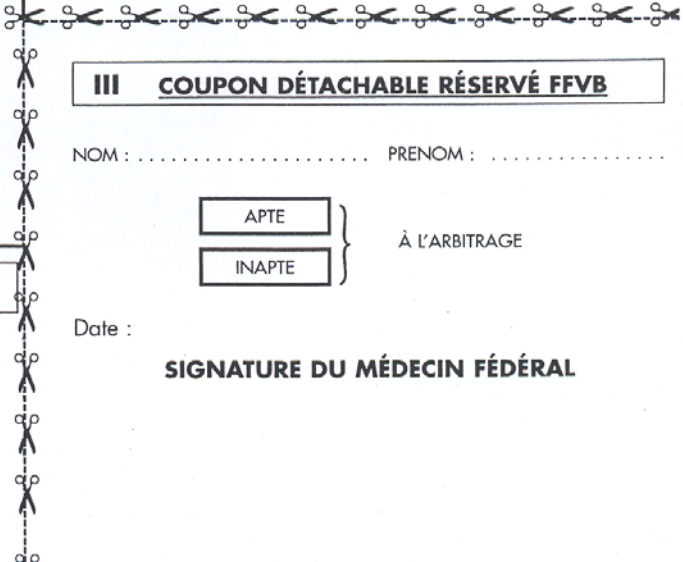 III COUPON DÉTACHABLE RÉSERVÉ FFVB
NOM : . . . . . . . . . . . . . . . . . . . . . . PRENOM : . . . . . . . . . . . . . . . .
APTE
À L'ARBITRAGE
INAPTE
Date :
SIGNATURE DU MÉDECIN FÉDÉRAL